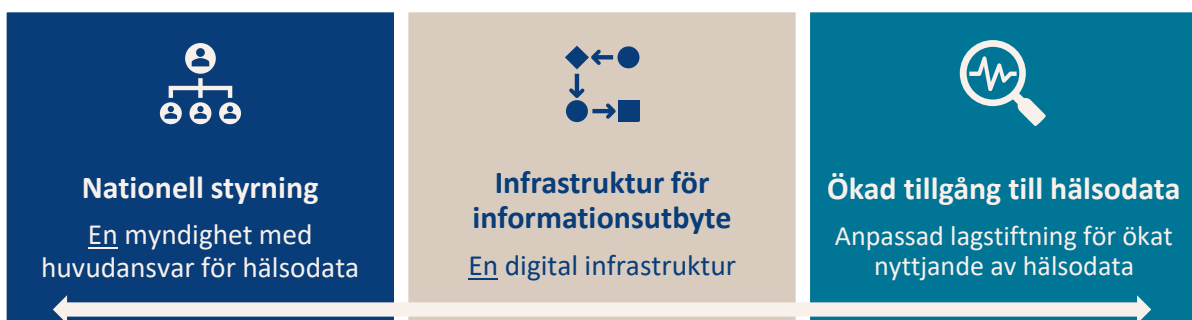 Nationell styrning
En myndighet med
huvudansvar för hälsodata
Infrastruktur för
informationsutbyte
En digital infrastruktur
Ökad tillgång till hälsodata
Anpassad lagstiftning för ökat
nyttjande av hälsodata